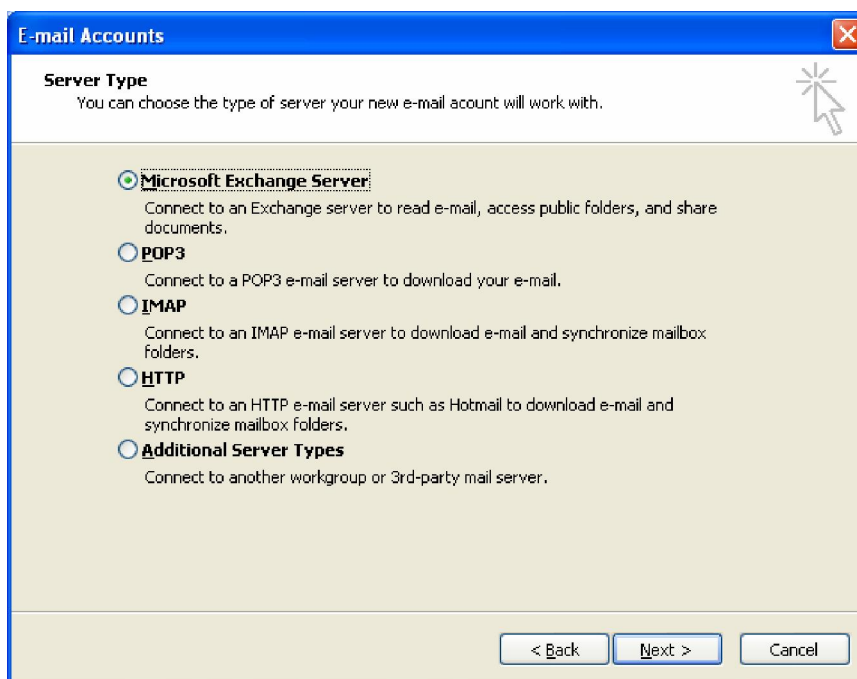 E-mail Accounts
Server Type
You can choose the type of server your new e-mail acount will work with.
Microsoft Exchange Server
Connect to an Exchange server to read e-mail, access public folders, and share
documents.
POP3
Connect to a POP3 e-mail server to download your e-mail.
IMAP
Connect to an IMAP e-mail server to download e-mail and synchronize mailbox
folders.
HTTP
Connect to an HTTP e-mail server such as Hotmail to download e-mail and
synchronize mailbox folders.
Additional Server Types
Connect to another workgroup or 3rd-party mail server.
< Back Next > Cancel